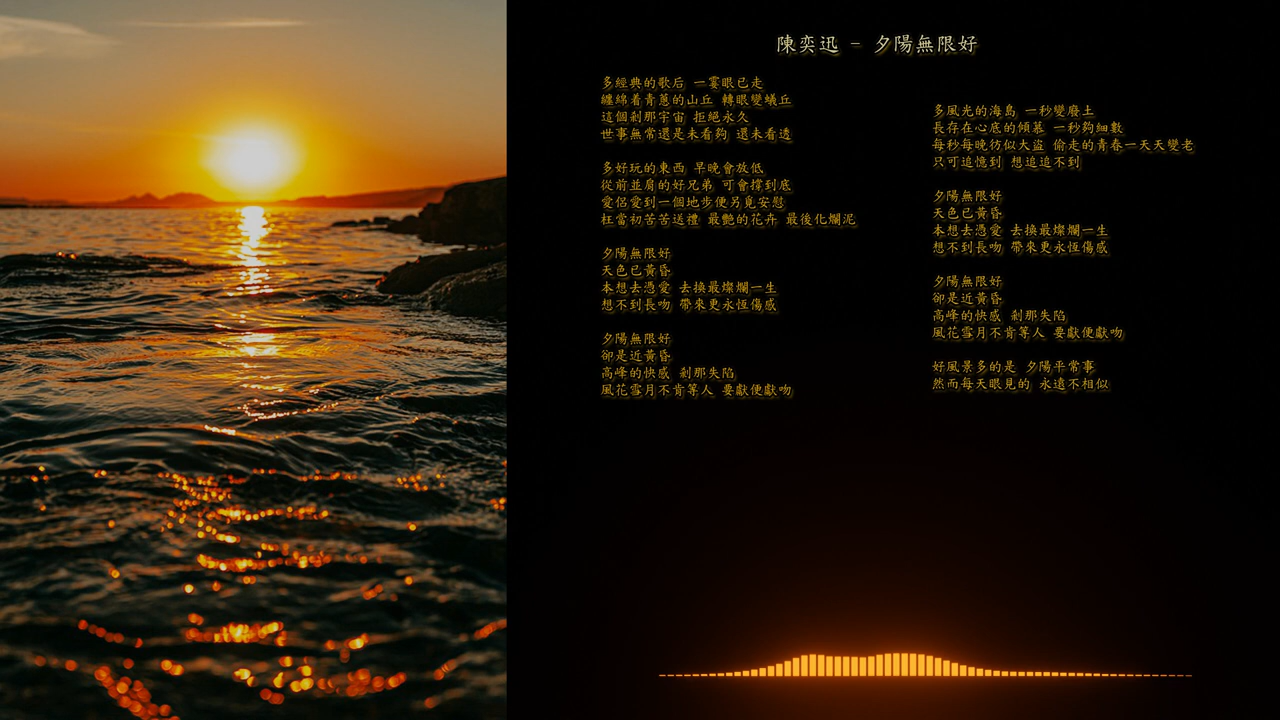 陳奕迅 - 夕陽無限好
多經典的歌后 一霎眼已走
纏綿着青蔥的山丘 轉眼變蟻丘
這個剎那宇宙 拒絕永久
世事無常還是未看夠 還未看透
多好玩的東西 早晚會放低
從前並肩的好兄弟 可會撐到底
愛侶愛到一個地步便另覓安慰
枉當初苦苦送禮 最艷的花卉 最後化爛泥
夕陽無限好
天色已黃昏
本想去憑愛 去換最燦爛一生
想不到長吻 帶來更永恆傷感
夕陽無限好
卻是近黃昏
高峰的快感 剎那失陷
風花雪月不肯等人 要獻便獻吻
多風光的海島 一秒變廢土
長存在心底的傾慕 一秒夠細數
每秒每晚彷似大盜 偷走的青春一天天變老
只可追憶到 想追追不到
夕陽無限好
天色已黃昏
本想去憑愛 去換最燦爛一生
想不到長吻 帶來更永恆傷感
夕陽無限好
卻是近黃昏
高峰的快感 剎那失陷
風花雪月不肯等人 要獻便獻吻
好風景多的是 夕陽平常事
然而每天眼見的 永遠不相似